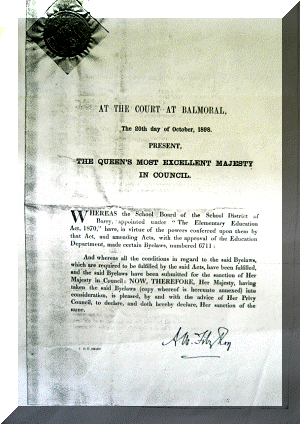 AT THE COURT AT BALMORAL,
The 20th day of October, 1898.
PRESENT,
THE QUEEN'S MOST EXCELLENT MAJESTY
IN COUNCIL.
WHEREAS the School Board of the School District of
Barry, appointed under "The Elementary Education
Act, 1870," have, in virtue of the powers conferred upon them by
that Act, and amending Acts, with the approval of the Education
Department, made certain Byelaws, numbered 6711:
And whereas all the conditions in regard to the said Byelaws,
which are required to be fulfilled by the said Acts, have been fulfilled,
and the said Byelaws have been submitted for the sanction of Her
Majesty in Council: NOW, THEREFORE, Her Majesty, having
taken the said Byelaws (copy whereof is hereunto annexed) into
consideration, is pleased, by and with the advice of Her Privy
Council, to declare, and doth hereby declare, Her sanction of the
same.